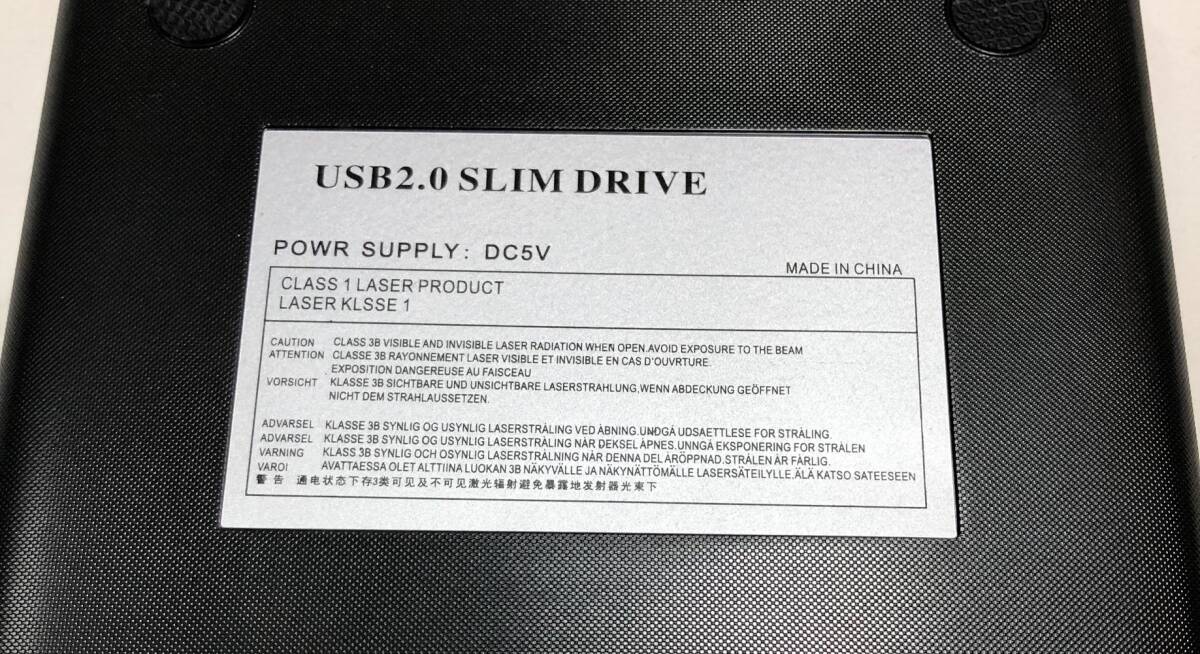 USB2.0 SLIM DRIVE
POWR SUPPLY: DC5V
MADE IN CHINA
CLASS 1 LASER PRODUCT
LASER KLSSE 1
CAUTION CLASS 3B VISIBLE AND INVISIBLE LASER RADIATION WHEN OPEN.AVOID EXPOSURE TO THE BEAM
ATTENTION CLASSE 3B RAYONNEMENT LASER VISIBLE ET INVISIBLE EN CAS D'OUVRTURE.
EXPOSITION DANGEREUSE AU FAISCEAU
VORSICHT KLASSE 3B SICHTBARE UND UNSICHTBARE LASERSTRAHLUNG,WENN ABDECKUNG GEÖFFNET
NICHT DEM STRAHLAUSSETZEN.
ADVARSEL KLASSE 3B SYNLIG OG USYNLIG LASERSTRÅLING VED ÅBNING.UNDGÅ UDSAETTLESE FOR STRÅLING.
ADVARSEL KLASSE 3B SYNLIG OG USYNLIG LASERSTRÅLING NÅR DEKSEL ÅPNES.UNNGÅ EKSPONERING FOR STRÅLEN
VARNING KLASS 3B SYNLIG OCH OSYNLIG LASERSTRÅLNING NÅR DENNA DEL ÄRÖPPNAD.STRÅLEN ÄR FÄRLIG.
VAROI AVATTAESSA OLET ALTTIINA LUOKAN 3B NÄKYVÄLLE JA NÄKYNÄTTÖMÄLLE LASERSÄTEILYLLE.ÄLÄ KATSO SATEESEEN
警告 通电状态下存3类可见及不可见激光辐射避免暴露地发射器光束下